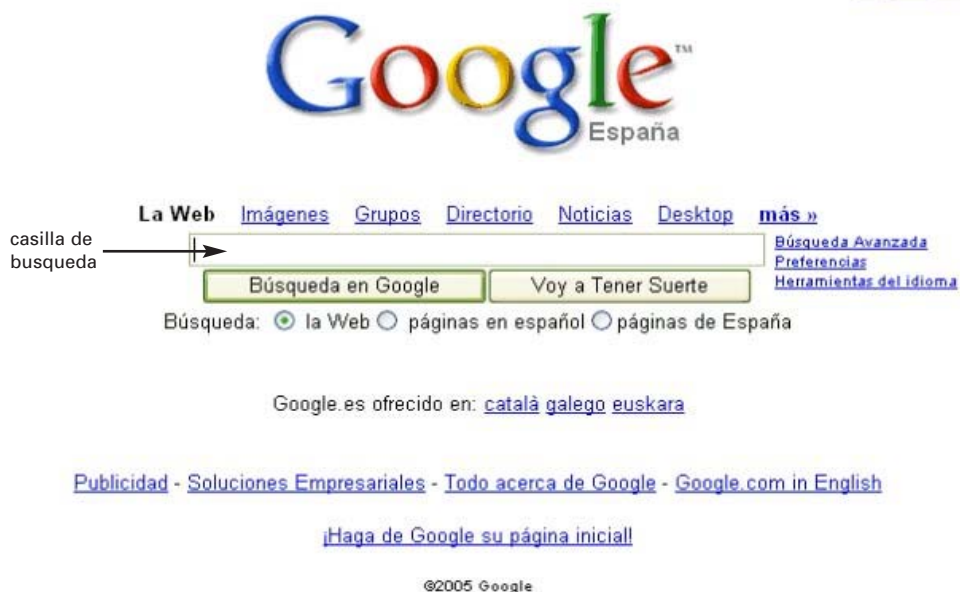 Google™
España
La Web Imágenes Grupos Directorio Noticias Desktop más »
casilla de
busqueda
Búsqueda Avanzada
Preferencias
Herramientas del idioma
Búsqueda en Google Voy a Tener Suerte
Búsqueda: la Web páginas en español páginas de España
Google.es ofrecido en: català galego euskara
Publicidad - Soluciones Empresariales - Todo acerca de Google - Google.com in English
¡Haga de Google su página inicial!
©2005 Google